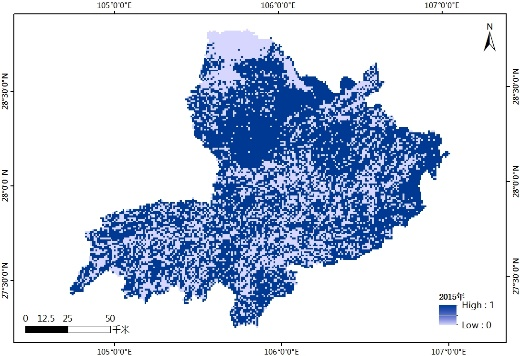 105°0′0″E 106°0′0″E 107°0′0″E
N
28°30′0″N 28°30′0″N
28°0′0″N 28°0′0″N
27°30′0″N 27°30′0″N
2015年
High : 1
Low : 0
0 12.5 25 50
千米
105°0′0″E 106°0′0″E 107°0′0″E